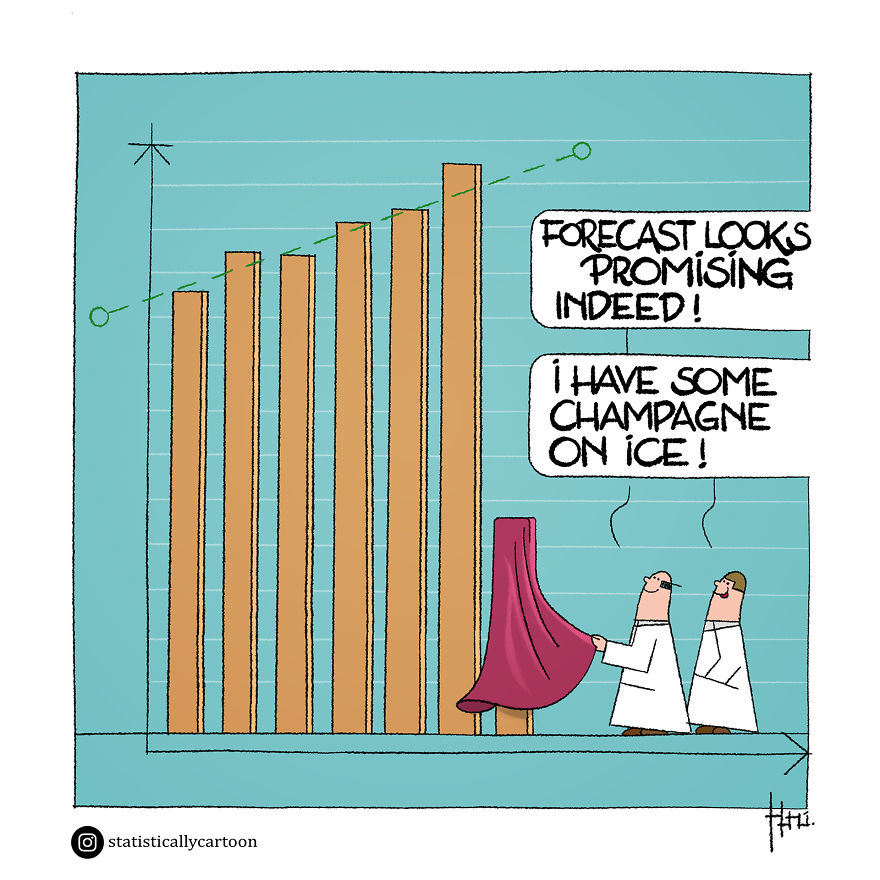 FORECAST LOOKS
PROMISING
INDEED!
I HAVE SOME
CHAMPAGNE
ON ICE!
statisticallycartoon